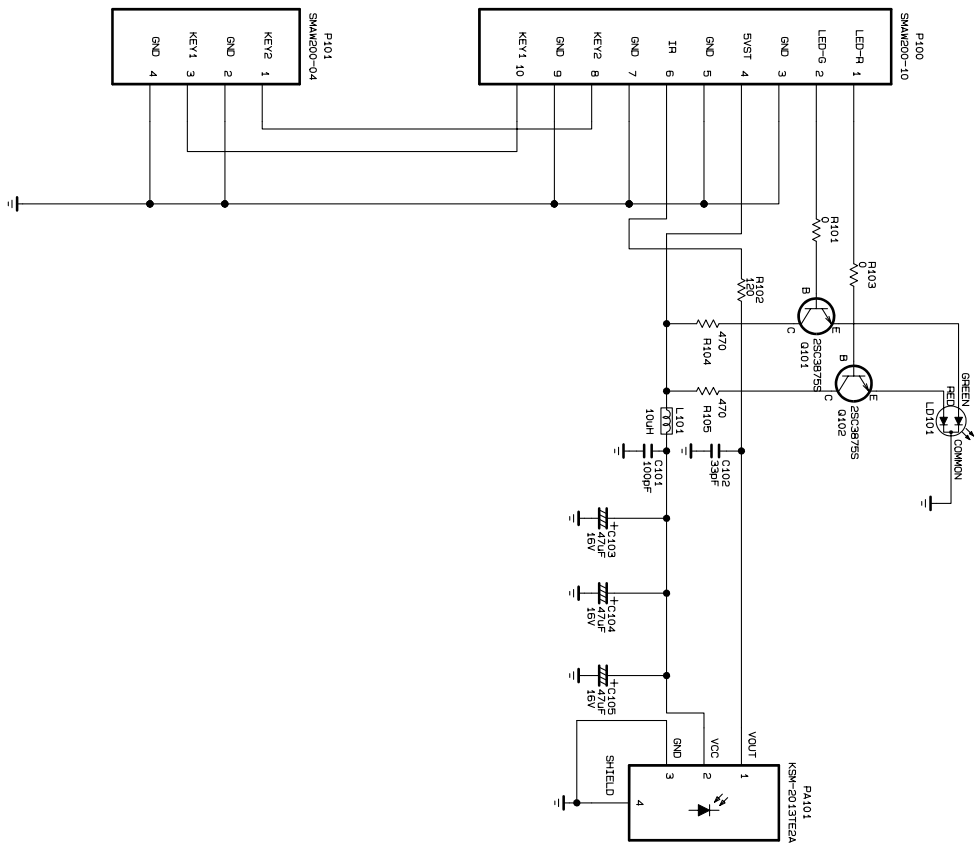 P101
SMAW200-04
GND
4
KEY1
3
GND
2
KEY2
1
P100
SMAW200-10
KEY1 10
GND
9
KEY2
8
GND
7
IR
6
GND
5
5VST
4
GND
3
LED-G
2
LED-R
1
R101
0
R103
0
R102
120
B
C
E
2SC3875S
Q101
B
C
E
2SC3875S
Q102
470
R104
470
R105
GREEN
RED
LD101
COMMON
L101
10uH
C101
100pF
C102
33pF
+C103
47uF
16V
+C104
47uF
16V
+C105
47uF
16V
VOUT
1
VCC
2
GND
3
SHIELD
4
PA101
KSM-2013TE2A